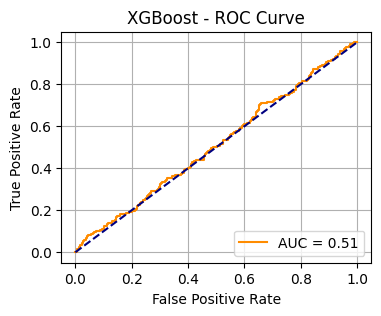 XGBoost - ROC Curve
True Positive Rate
1.0
0.8
0.6
0.4
0.2
0.0
AUC = 0.51
0.0 0.2 0.4 0.6 0.8 1.0
False Positive Rate